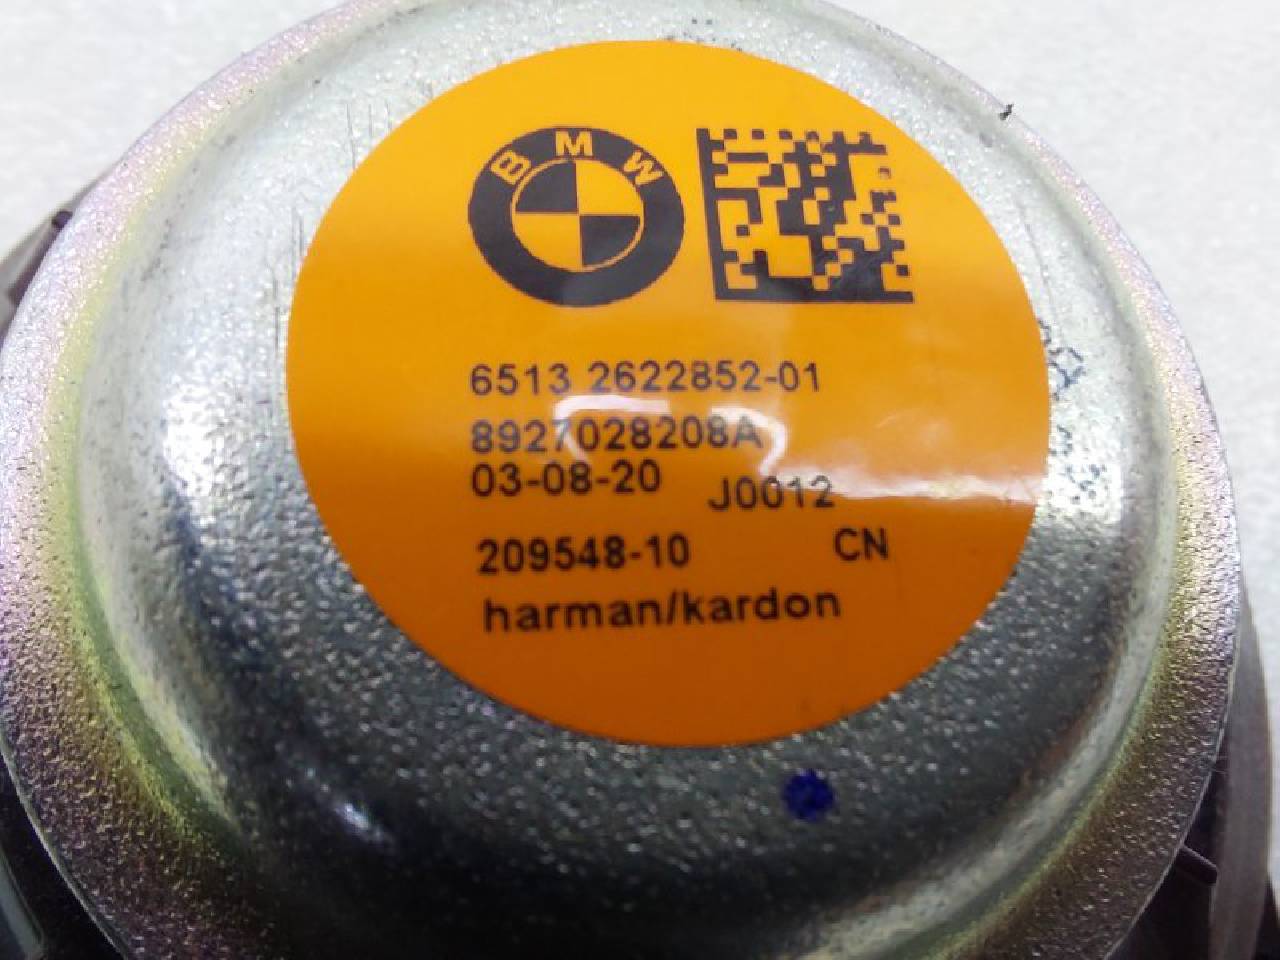 BMW
6513 2622852-01
8927028208A
03-08-20 J0012
209548-10 CN
harman/kardon